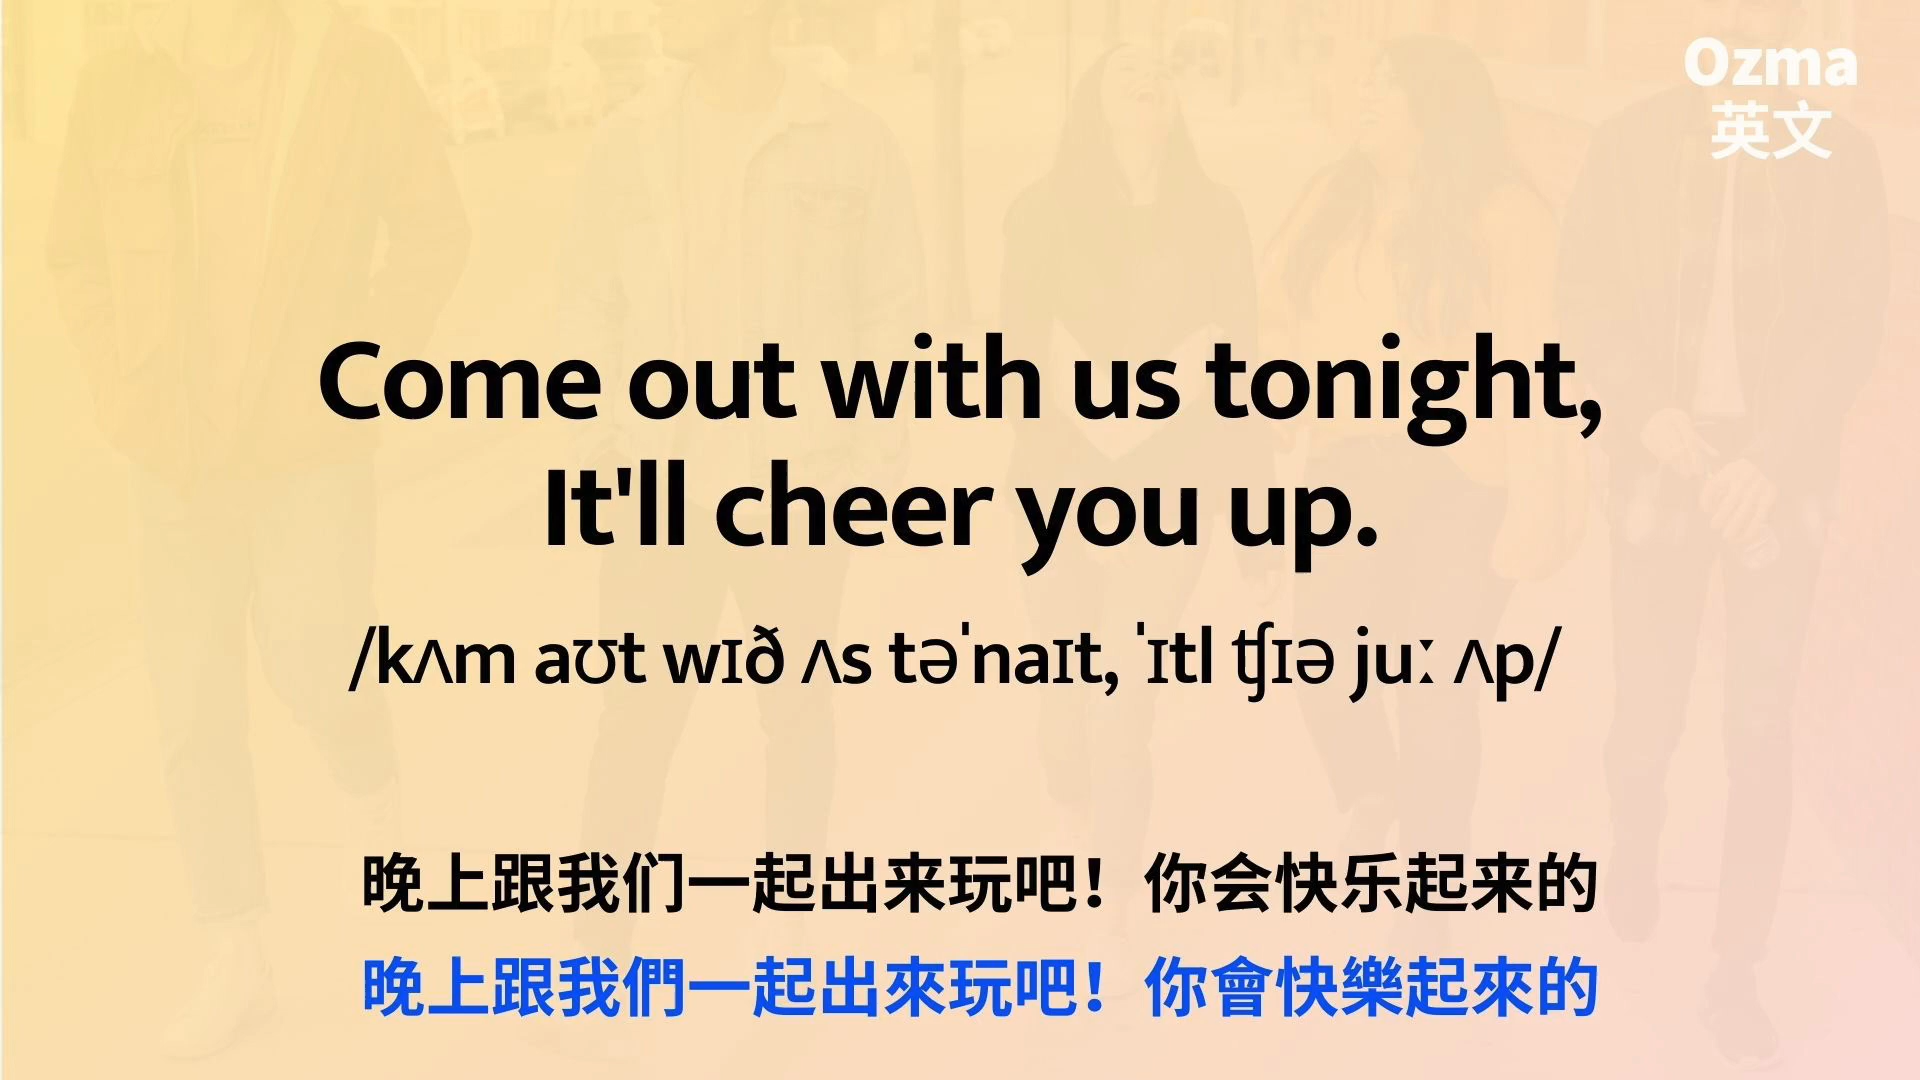 Ozma
英文
Come out with us tonight,
It'll cheer you up.
/kʌm aʊt wɪð ʌs təˈnaɪt, ˈɪtl ʧɪə juː ʌp/
晚上跟我们一起出来玩吧！你会快乐起来的
晚上跟我們一起出來玩吧！你會快樂起來的